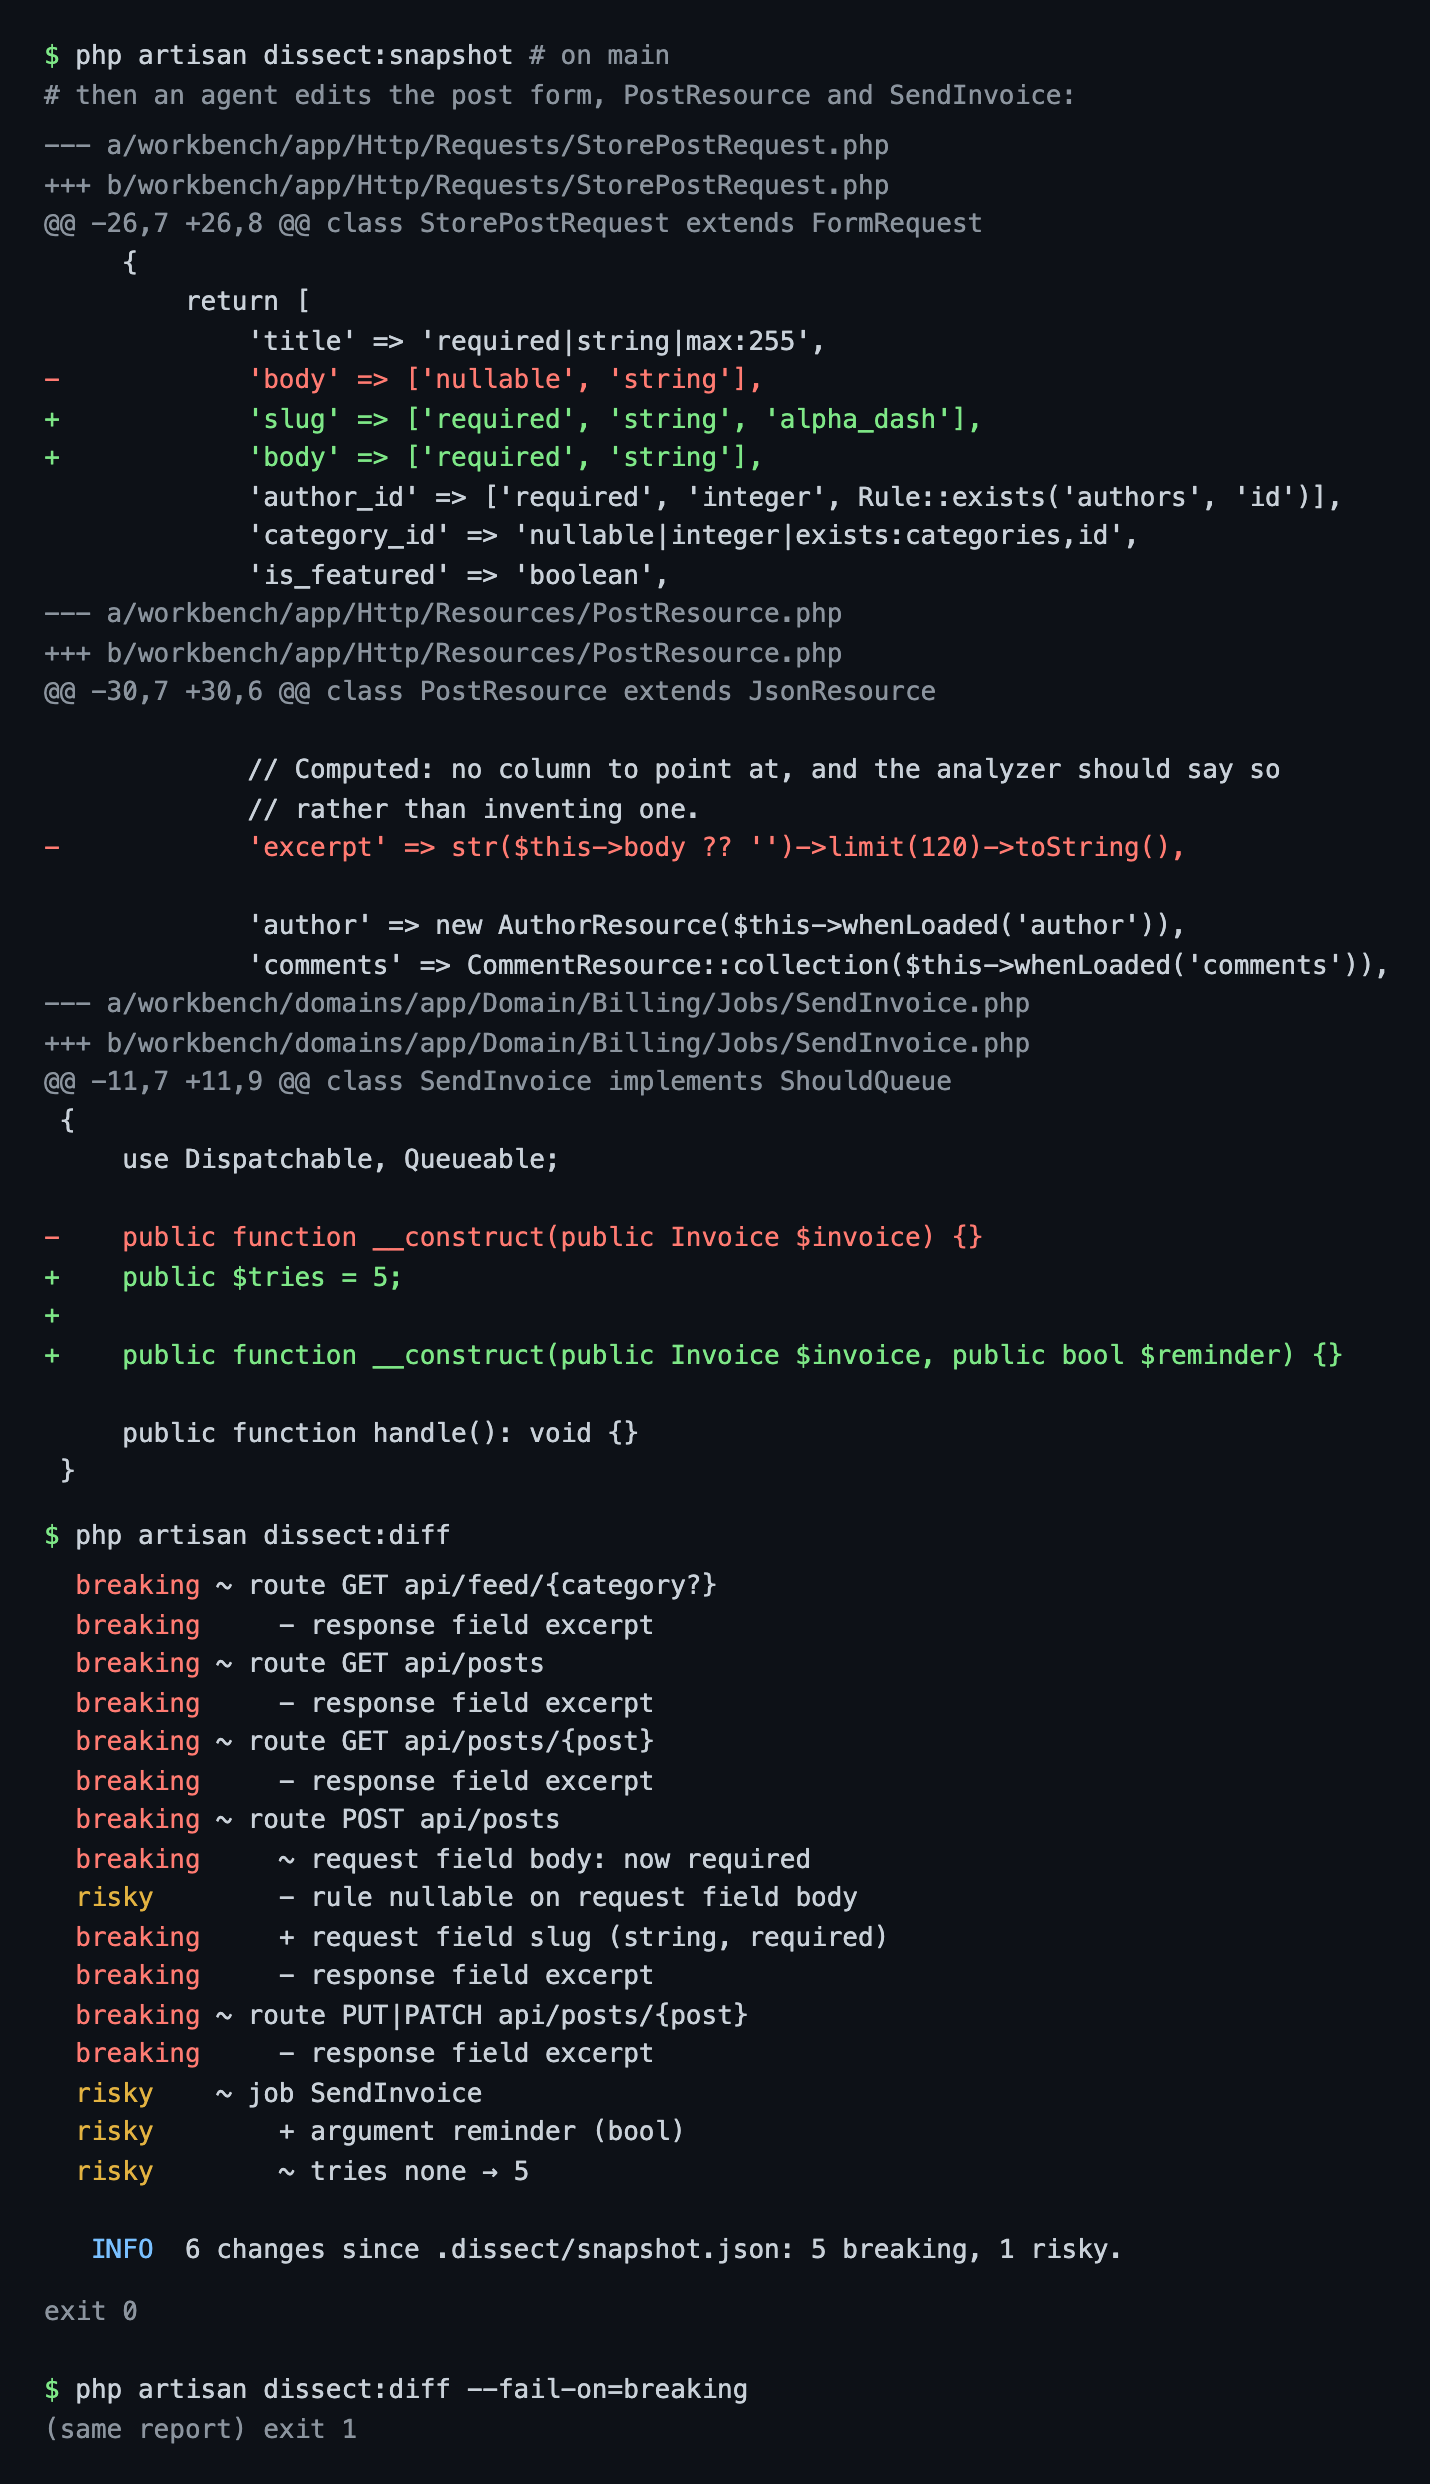 $ php artisan dissect:snapshot # on main
# then an agent edits the post form, PostResource and SendInvoice:
--- a/workbench/app/Http/Requests/StorePostRequest.php
+++ b/workbench/app/Http/Requests/StorePostRequest.php
@@ -26,7 +26,8 @@ class StorePostRequest extends FormRequest
     {
         return [
             'title' => 'required|string|max:255',
-            'body' => ['nullable', 'string'],
+            'slug' => ['required', 'string', 'alpha_dash'],
+            'body' => ['required', 'string'],
             'author_id' => ['required', 'integer', Rule::exists('authors', 'id')],
             'category_id' => 'nullable|integer|exists:categories,id',
             'is_featured' => 'boolean',
--- a/workbench/app/Http/Resources/PostResource.php
+++ b/workbench/app/Http/Resources/PostResource.php
@@ -30,7 +30,6 @@ class PostResource extends JsonResource
             // Computed: no column to point at, and the analyzer should say so
             // rather than inventing one.
-            'excerpt' => str($this->body ?? '')->limit(120)->toString(),
             'author' => new AuthorResource($this->whenLoaded('author')),
             'comments' => CommentResource::collection($this->whenLoaded('comments')),
--- a/workbench/domains/app/Domain/Billing/Jobs/SendInvoice.php
+++ b/workbench/domains/app/Domain/Billing/Jobs/SendInvoice.php
@@ -11,7 +11,9 @@ class SendInvoice implements ShouldQueue
 {
     use Dispatchable, Queueable;
-    public function __construct(public Invoice $invoice) {}
+    public $tries = 5;
+
+    public function __construct(public Invoice $invoice, public bool $reminder) {}
     public function handle(): void {}
 }
$ php artisan dissect:diff
  breaking ~ route GET api/feed/{category?}
  breaking     - response field excerpt
  breaking ~ route GET api/posts
  breaking     - response field excerpt
  breaking ~ route GET api/posts/{post}
  breaking     - response field excerpt
  breaking ~ route POST api/posts
  breaking     ~ request field body: now required
  risky        - rule nullable on request field body
  breaking     + request field slug (string, required)
  breaking     - response field excerpt
  breaking ~ route PUT|PATCH api/posts/{post}
  breaking     - response field excerpt
  risky    ~ job SendInvoice
  risky        + argument reminder (bool)
  risky        ~ tries none → 5
   INFO  6 changes since .dissect/snapshot.json: 5 breaking, 1 risky.
exit 0
$ php artisan dissect:diff --fail-on=breaking
(same report) exit 1